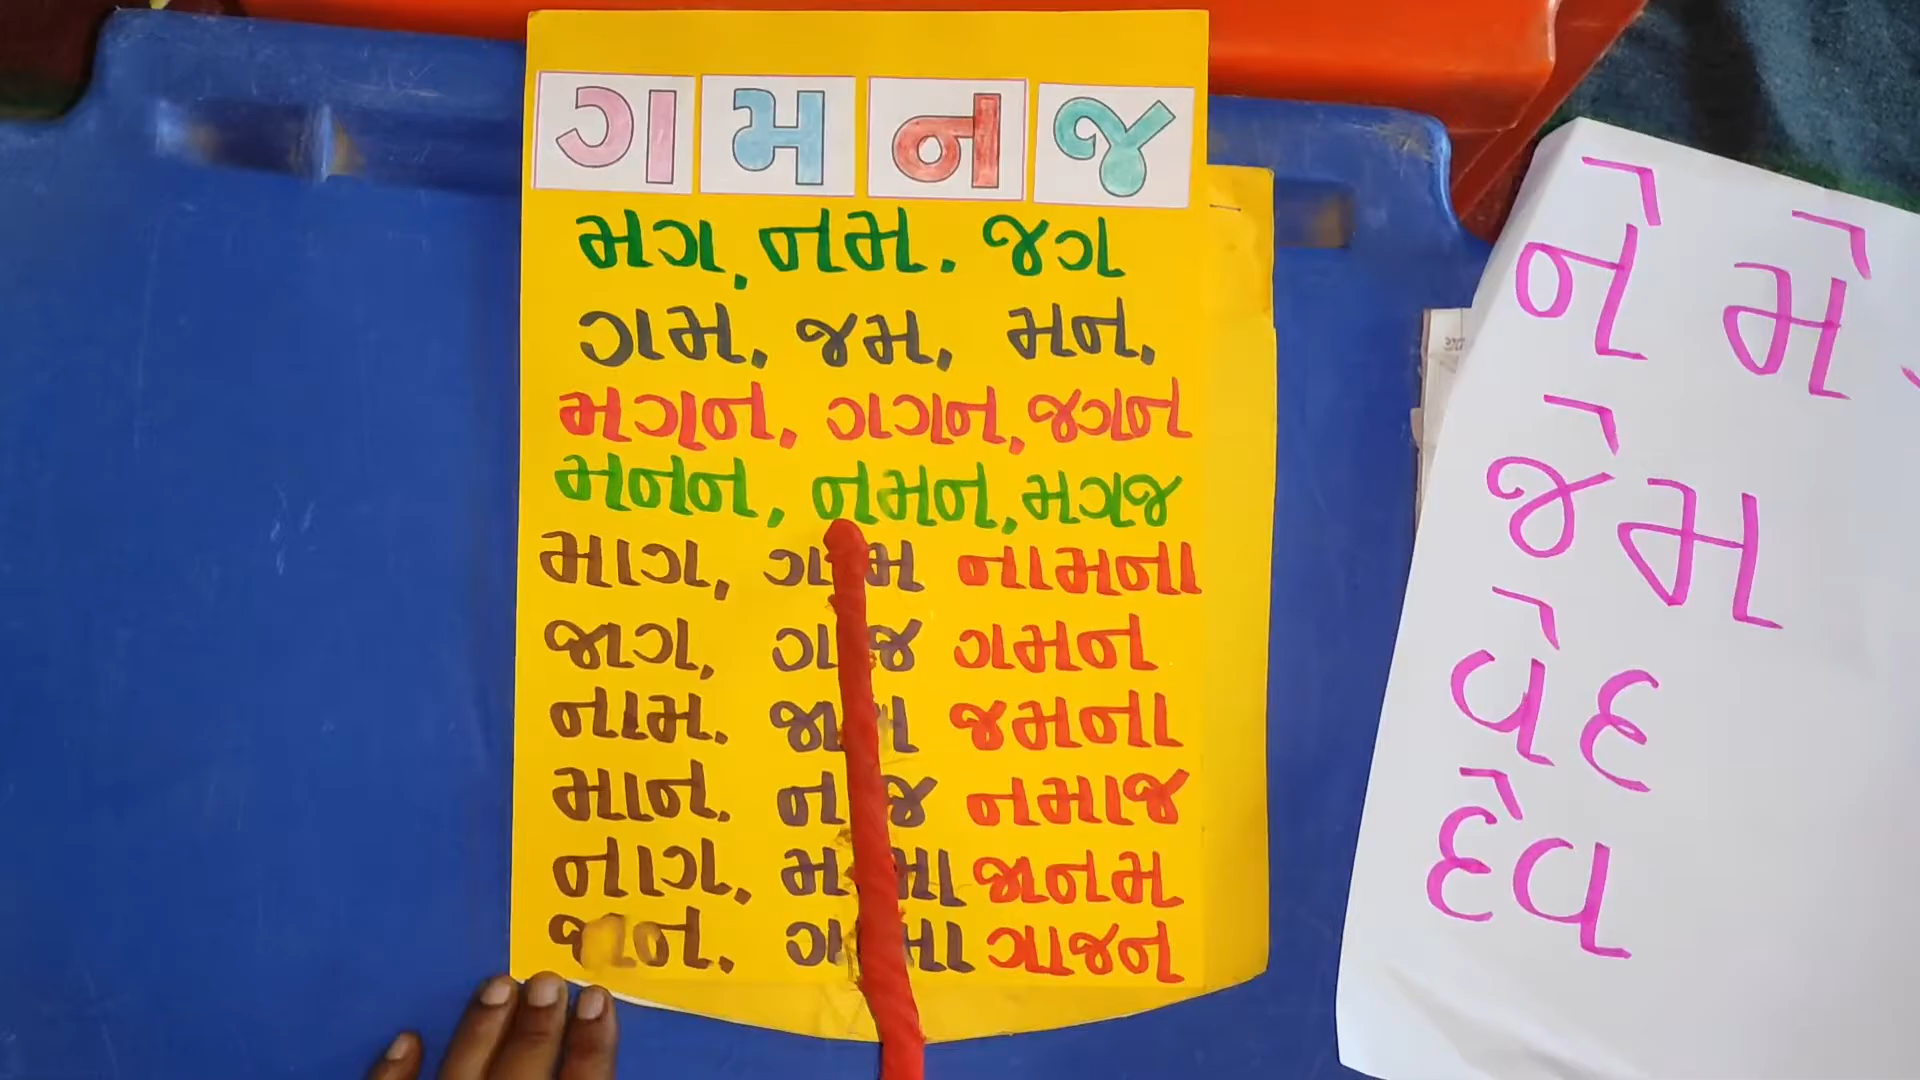 ગ મ ન જ
મગ, નમ. જગ
ગમ. જમ, મન.
મગન, ગગન, જગન
મનન, નમન, મગજ
માગ, નામના
જાગ, ગમન
નામ. જમના
માન. નમાજ
નાગ, જાનમ
જાન. ગાજન
ને મે
જેમ
વેદ
દેવ